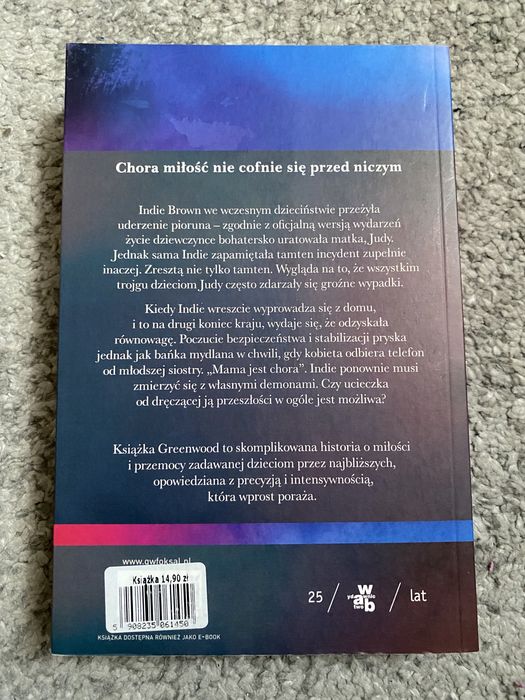 Chora miłość nie cofnie się przed niczym
Indie Brown we wczesnym dzieciństwie przeżyła
uderzenie pioruna – zgodnie z oficjalną wersją wydarzeń
życie dziewczynce bohatersko uratowała matka, Judy.
Jednak sama Indie zapamiętała tamten incydent zupełnie
inaczej. Zresztą nie tylko tamten. Wygląda na to, że wszystkim
trojgu dzieciom Judy często zdarzały się groźne wypadki.
Kiedy Indie wreszcie wyprowadza się z domu,
i to na drugi koniec kraju, wydaje się, że odzyskała
równowagę. Poczucie bezpieczeństwa i stabilizacji pryska
jednak jak bańka mydlana w chwili, gdy kobieta odbiera telefon
od młodszej siostry. „Mama jest chora”. Indie ponownie musi
zmierzyć się z własnymi demonami. Czy ucieczka
od dręczącej ją przeszłości w ogóle jest możliwa?
Książka Greenwood to skomplikowana historia o miłości
i przemocy zadawanej dzieciom przez najbliższych,
opowiedziana z precyzją i intensywnością,
która wprost poraża.
www.gwfoksal.pl
Książka 14,90 zł
5 908235 061450
KSIĄŻKA DOSTĘPNA RÓWNIEŻ JAKO E-BOOK
25 / wydawnictwo wab / lat